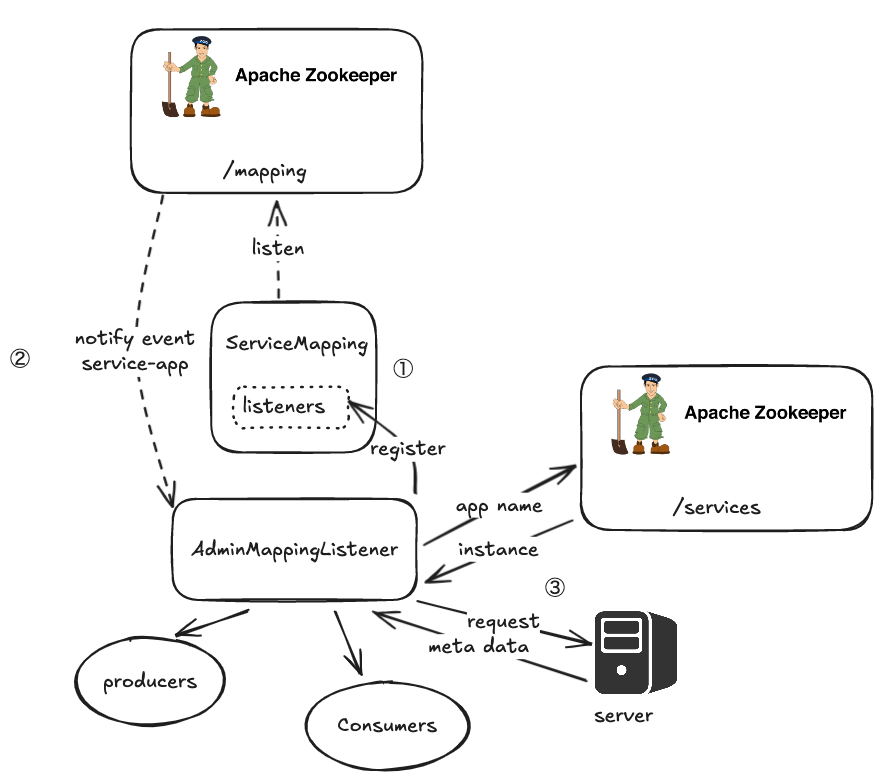 Apache Zookeeper
/mapping
listen
②
notify event
service-app
ServiceMapping
①
listeners
register
Apache Zookeeper
/services
app name
AdminMappingListener
instance
③
request
meta data
producers
Consumers
server